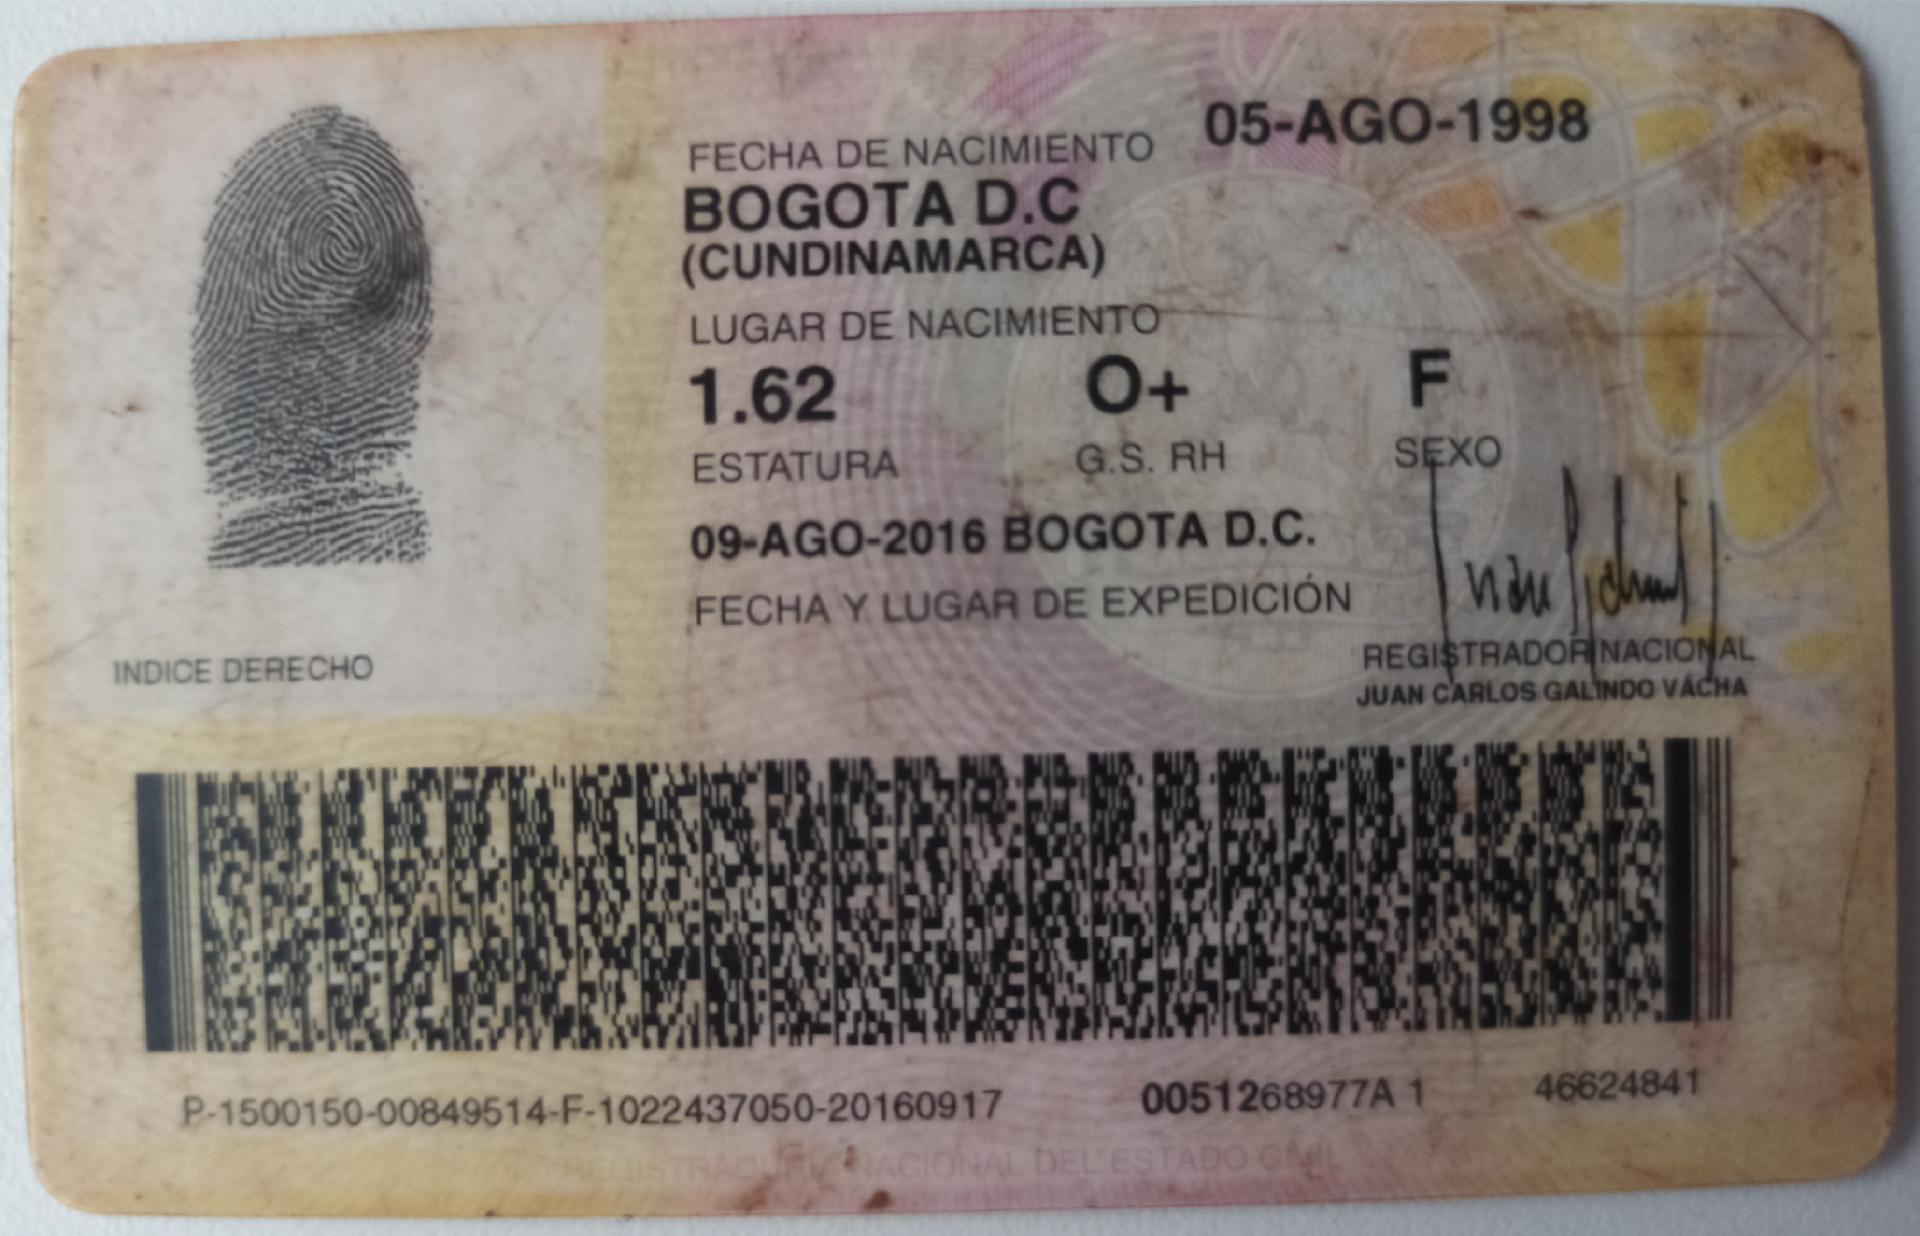 05-AGO-1998
FECHA DE NACIMIENTO
BOGOTA D.C
(CUNDINAMARCA)
LUGAR DE NACIMIENTO
1.62 O+ F
ESTATURA G.S. RH SEXO
09-AGO-2016 BOGOTA D.C.
FECHA Y LUGAR DE EXPEDICIÓN
INDICE DERECHO
REGISTRADOR NACIONAL
JUAN CARLOS GALINDO VÁCHA
P-1500150-00849514-F-1022437050-20160917 0051268977A 1 46624841
REGISTRADURIA NACIONAL DEL ESTADO CIVIL